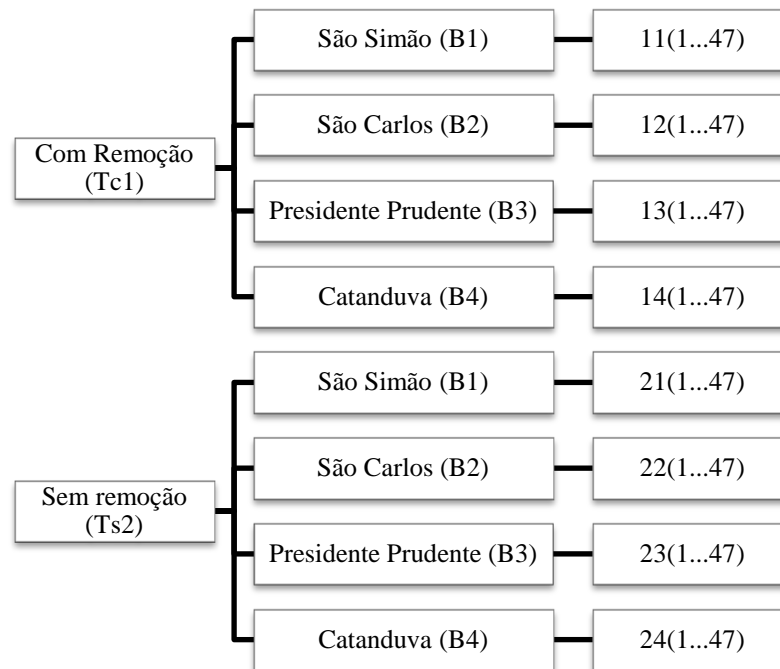 São Simão (B1)
11(1...47)
São Carlos (B2)
12(1...47)
Com Remoção
(Tc1)
Presidente Prudente (B3)
13(1...47)
Catanduva (B4)
14(1...47)
São Simão (B1)
21(1...47)
São Carlos (B2)
22(1...47)
Sem remoção
(Ts2)
Presidente Prudente (B3)
23(1...47)
Catanduva (B4)
24(1...47)